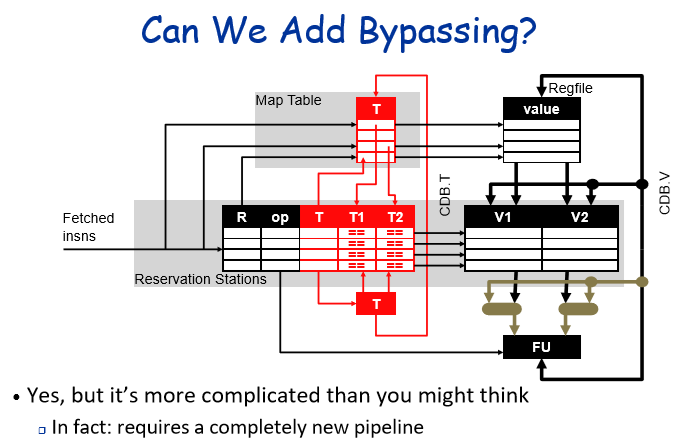 Can We Add Bypassing?
Map Table
T
Regfile
value
CDB.T
CDB.V
Fetched
insns
R op T T1 T2
V1 V2
== ==
== ==
== ==
== ==
Reservation Stations
T
FU
• Yes, but it's more complicated than you might think
In fact: requires a completely new pipeline